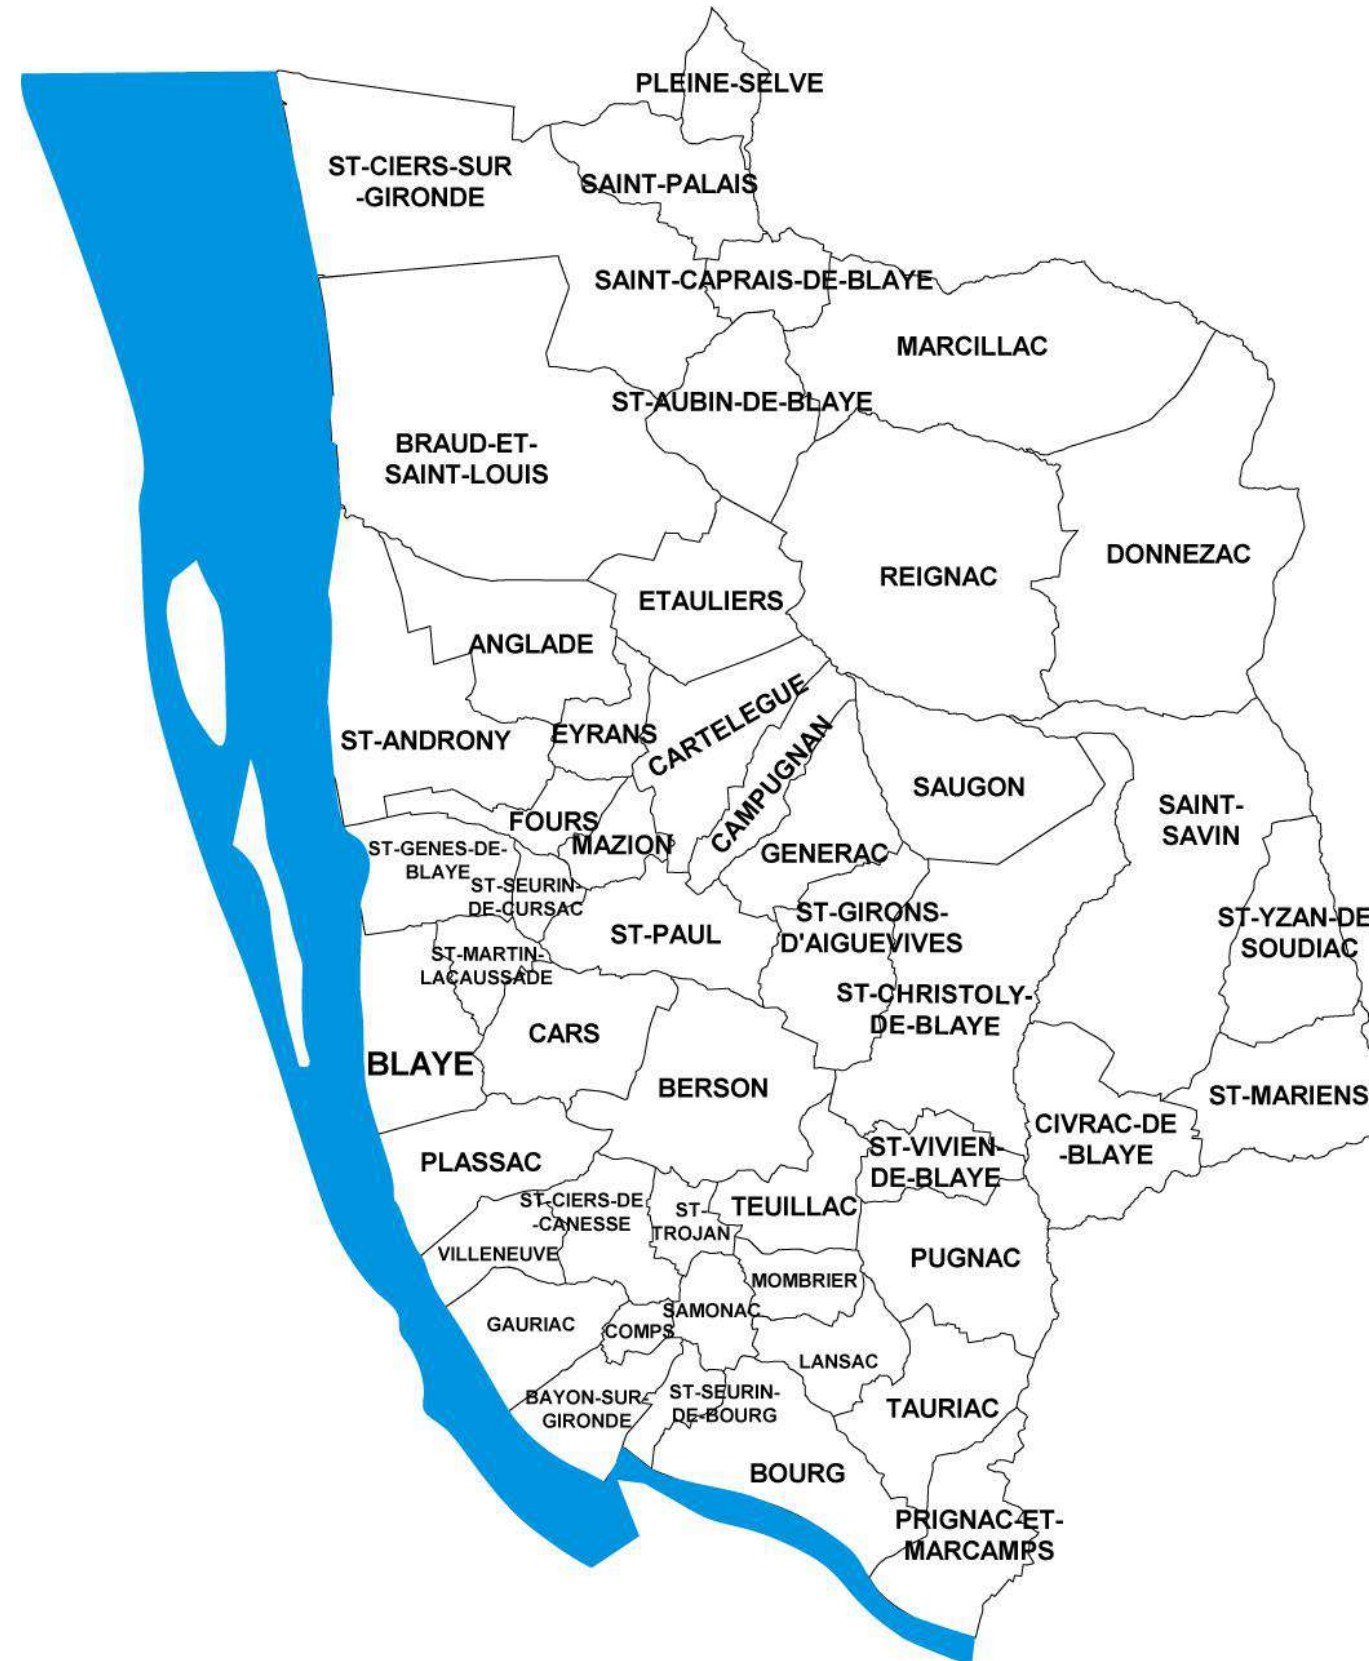 PLEINE-SELVE
ST-CIERS-SUR
-GIRONDE
SAINT-PALAIS
SAINT-CAPRAIS-DE-BLAYE
MARCILLAC
ST-AUBIN-DE-BLAYE
BRAUD-ET-
SAINT-LOUIS
DONNEZAC
REIGNAC
ETAULIERS
ANGLADE
EYRANS
ST-ANDRONY
CARTELEGUE
CAMPUGNAN
SAUGON
SAINT-
SAVIN
FOURS
MAZION
GENERAC
ST-GENES-DE-
BLAYE
ST-SEURIN-
DE-CURSAC
ST-GIRONS-
D'AIGUEVIVES
ST-PAUL
ST-YZAN-DE
SOUDIAC
ST-MARTIN-
LACAUSSADE
ST-CHRISTOLY-
DE-BLAYE
CARS
BLAYE
BERSON
ST-MARIENS
CIVRAC-DE
-BLAYE
ST-VIVIEN-
DE-BLAYE
PLASSAC
ST-CIERS-DE
-CANESSE
ST-
TROJAN
TEUILLAC
VILLENEUVE
PUGNAC
MOMBRIER
SAMONAC
GAURIAC
COMPS
LANSAC
BAYON-SUR-
GIRONDE
ST-SEURIN-
DE-BOURG
TAURIAC
BOURG
PRIGNAC-ET-
MARCAMPS